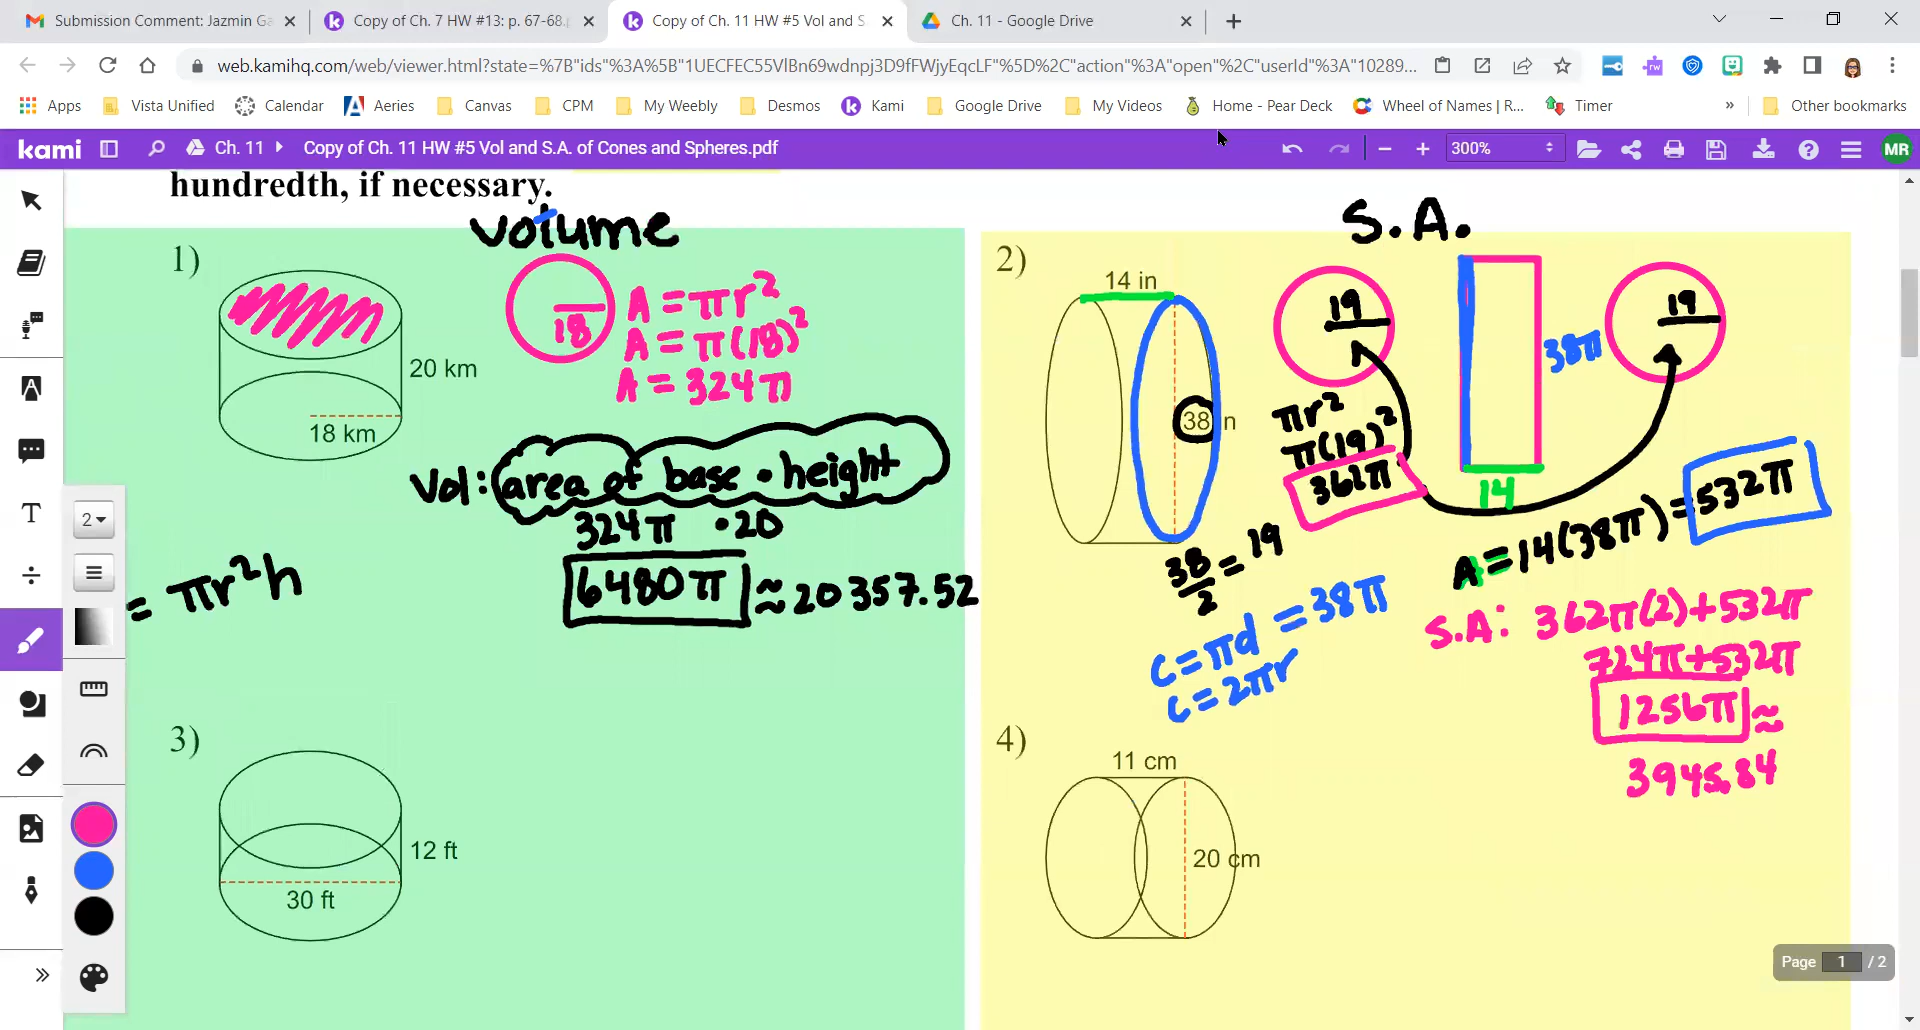 Submission Comment: Jazmin Ga
Copy of Ch. 7 HW #13: p. 67-68.
Copy of Ch. 11 HW #5 Vol and S
Ch. 11 - Google Drive
web.kamihq.com/web/viewer.html?state=%7B"ids"%3A%5B"1UECFEC55VlBn69wdnpj3D9fFWjyEqcLF"%5D%2C"action"%3A"open"%2C"userId"%3A"10289...
Apps Vista Unified Calendar Aeries Canvas CPM My Weebly Desmos Kami Google Drive My Videos Home - Pear Deck Wheel of Names | R... Timer » Other bookmarks
kami Ch. 11 Copy of Ch. 11 HW #5 Vol and S.A. of Cones and Spheres.pdf 300% MR
hundredth, if necessary.
volume
1)
18
A = πr²
A = π(18)²
A = 324π
20 km
18 km
Vol: area of base • height
324π • 20
6480π ≈ 20357.52
= πr²h
S.A.
2)
14 in
38 n
19
19
38π
14
πr²
π(19)²
362π
38/2 = 19
A = 14(38π) = 532π
C = πd = 38π
C = 2πr
S.A: 362π(2)+532π
724π+532π
1256π ≈
3945.84
3)
12 ft
30 ft
4)
11 cm
20 cm
2
T
Page 1 / 2